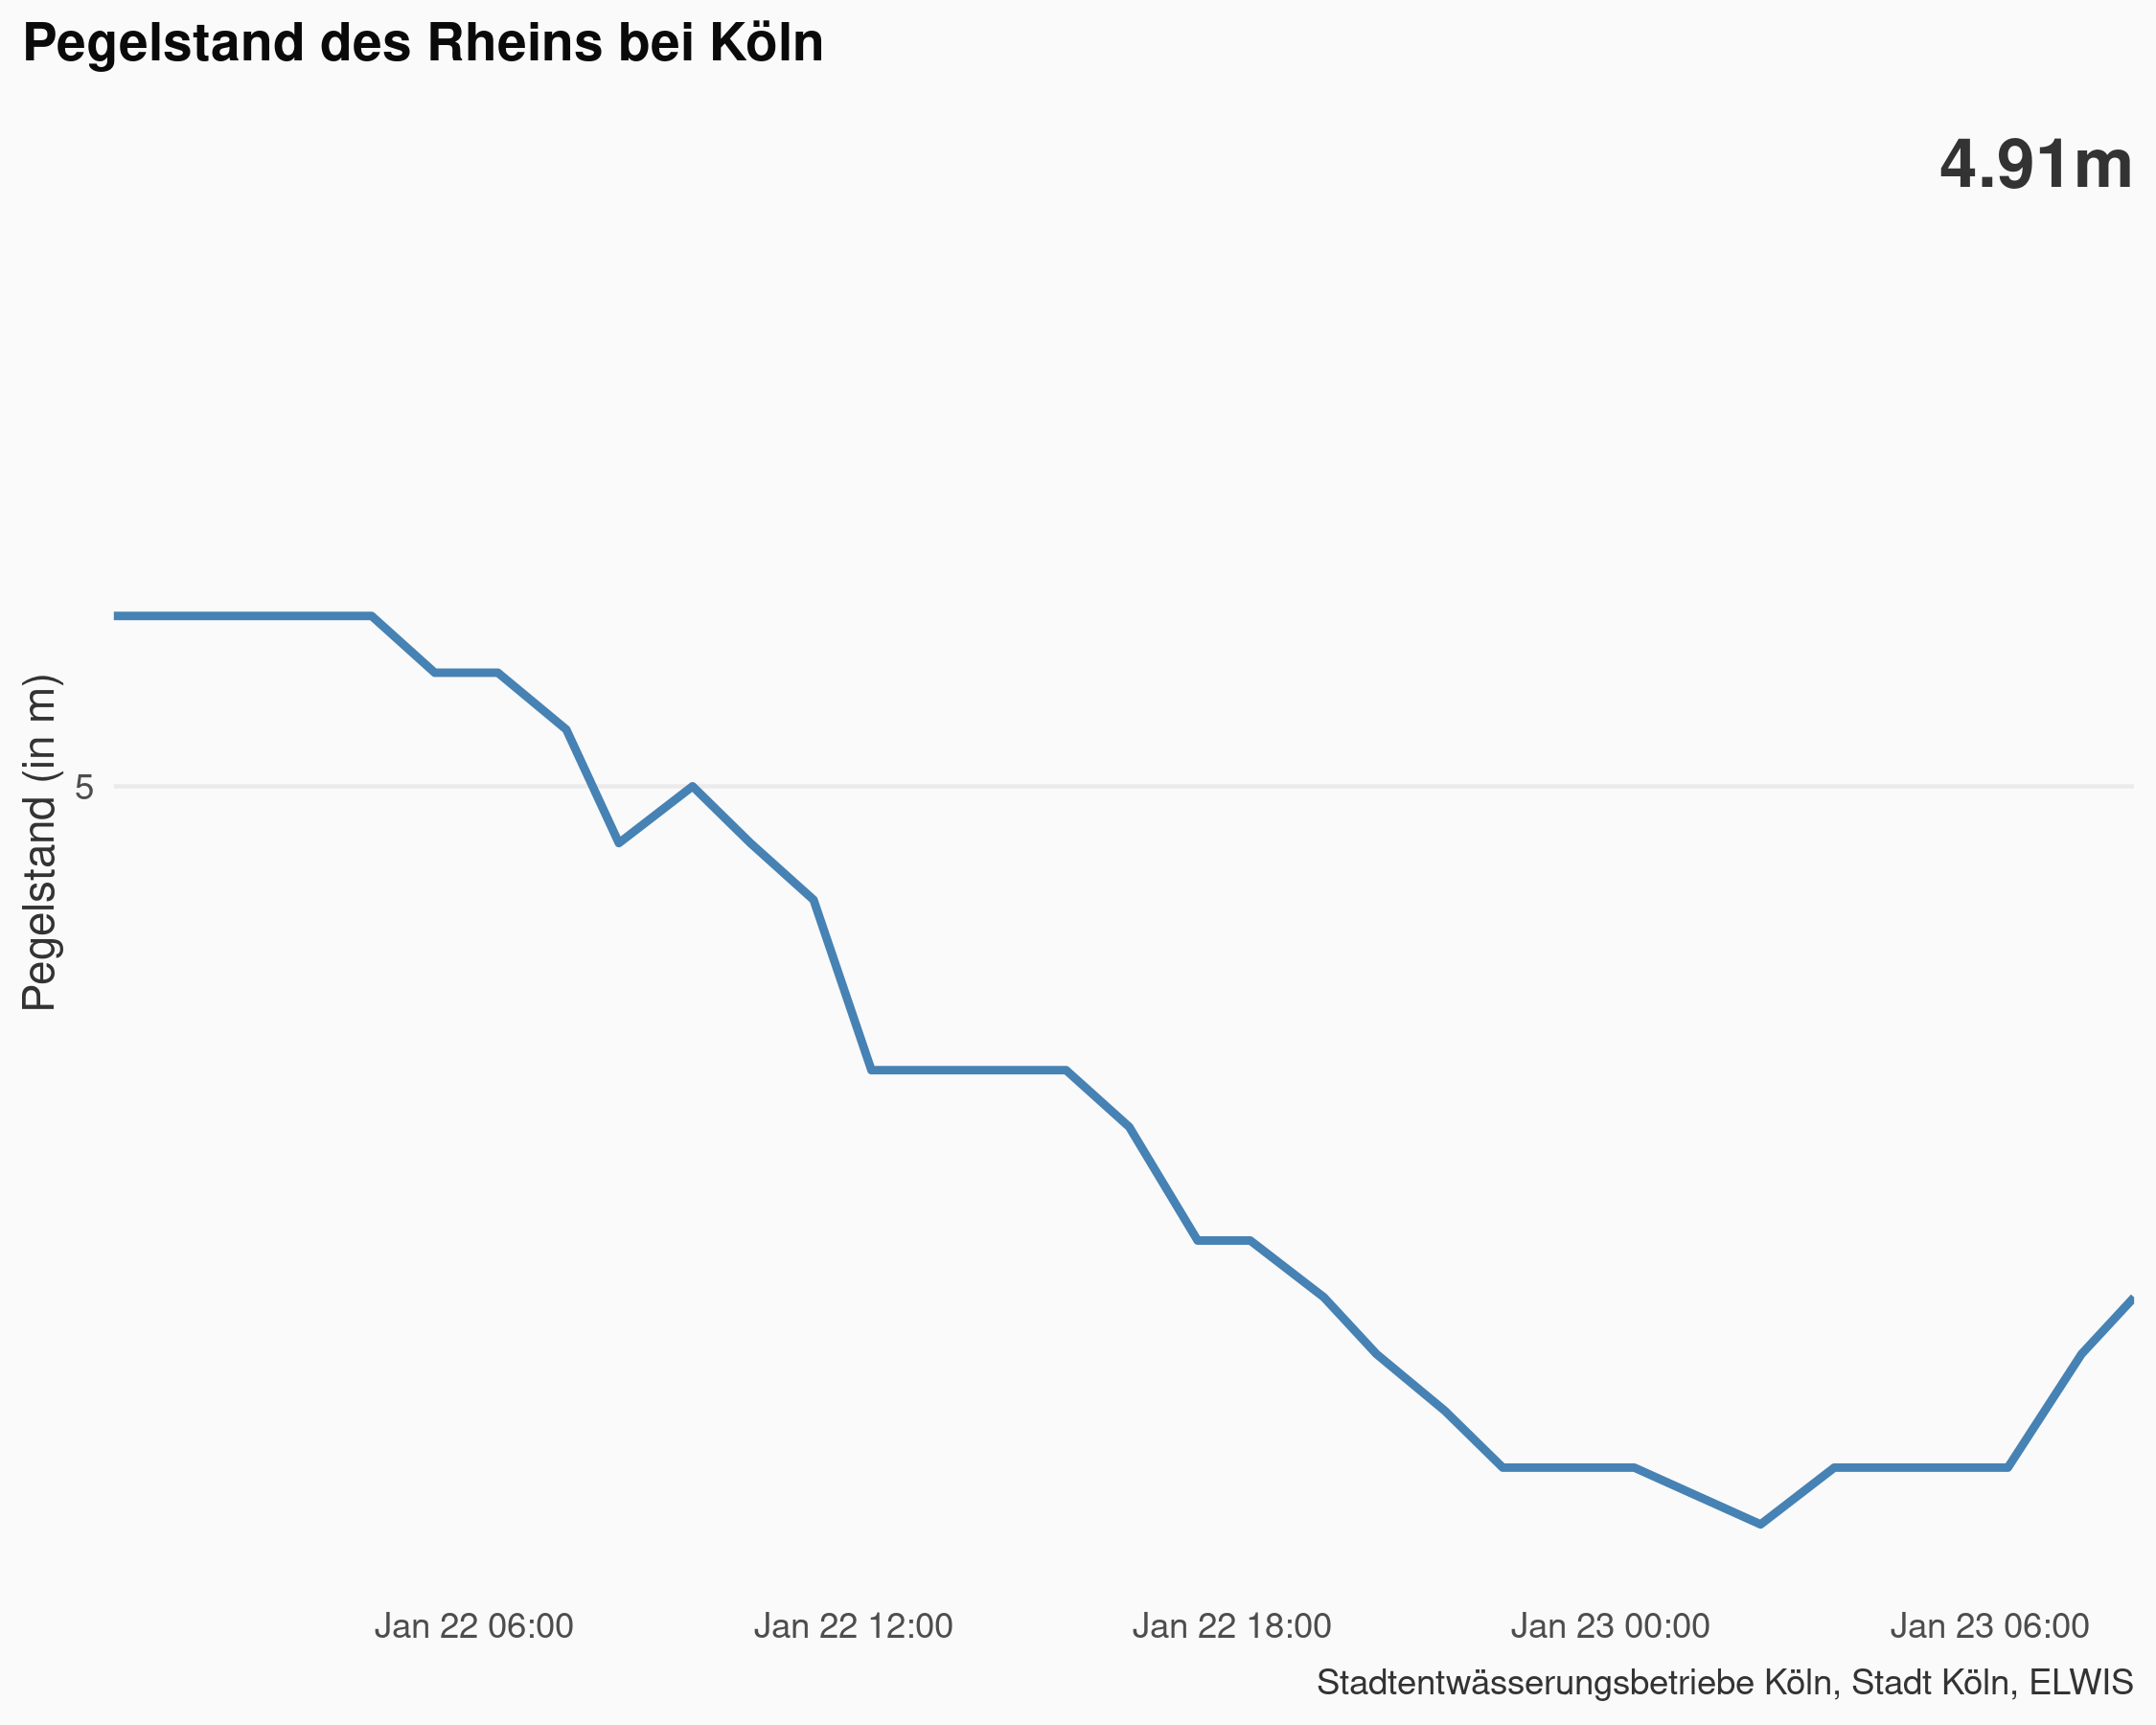 Pegelstand des Rheins bei Köln
4.91m
Pegelstand (in m)
5
Jan 22 06:00
Jan 22 12:00
Jan 22 18:00
Jan 23 00:00
Jan 23 06:00
Stadtentwässerungsbetriebe Köln, Stadt Köln, ELWIS